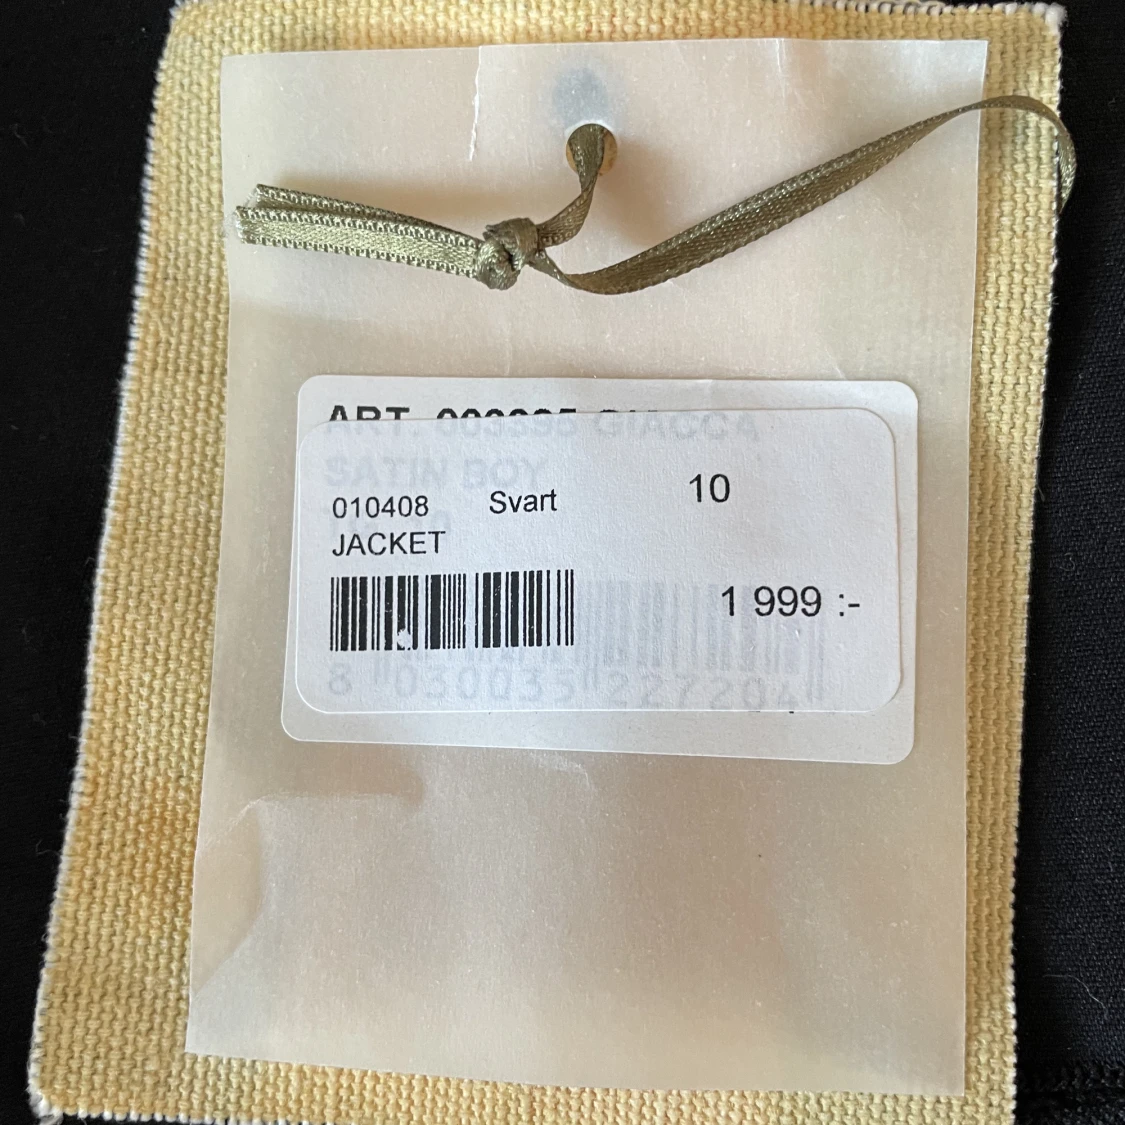 ART. 003395 GIACCA
SATIN BOY
010408 Svart 10
JACKET
1 999 :-
8 030035 227204